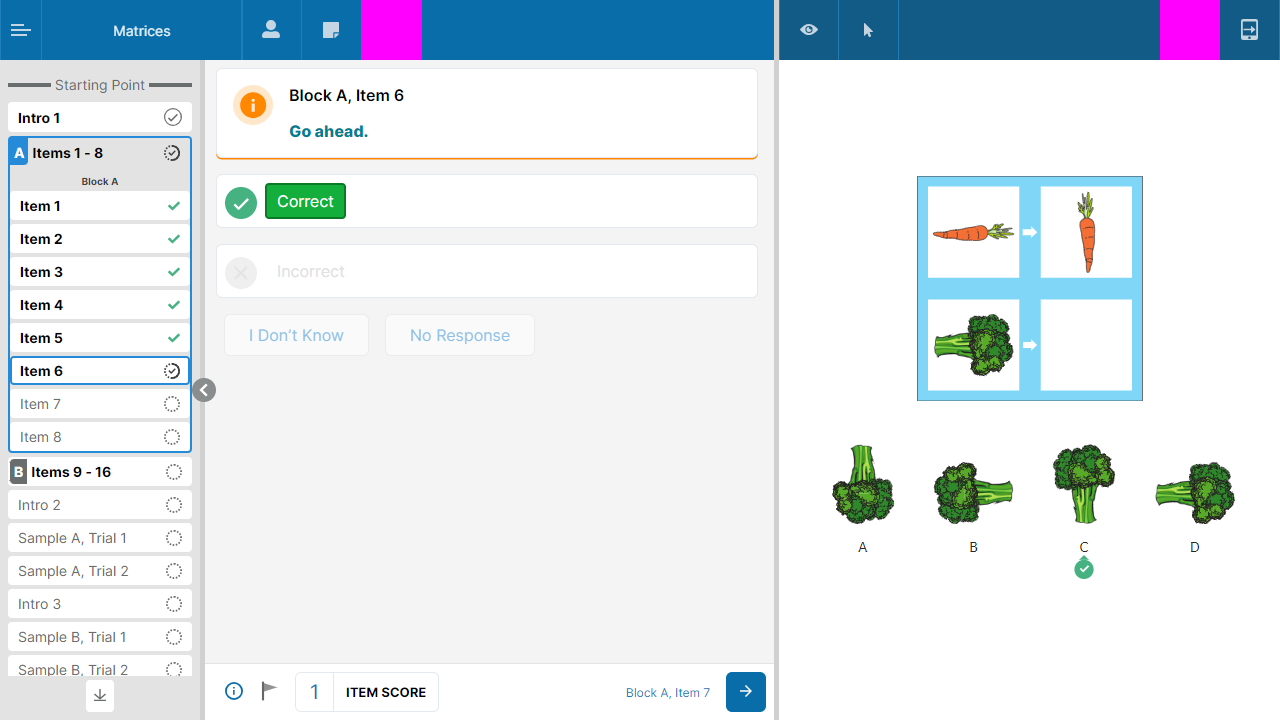 Matrices
Starting Point
Intro 1
A Items 1 - 8
Block A
Item 1
Item 2
Item 3
Item 4
Item 5
Item 6
Item 7
Item 8
B Items 9 - 16
Intro 2
Sample A, Trial 1
Sample A, Trial 2
Intro 3
Sample B, Trial 1
Sample B, Trial 2
Block A, Item 6
Go ahead.
Correct
Incorrect
I Don’t Know No Response
1 ITEM SCORE
Block A, Item 7
A B C D